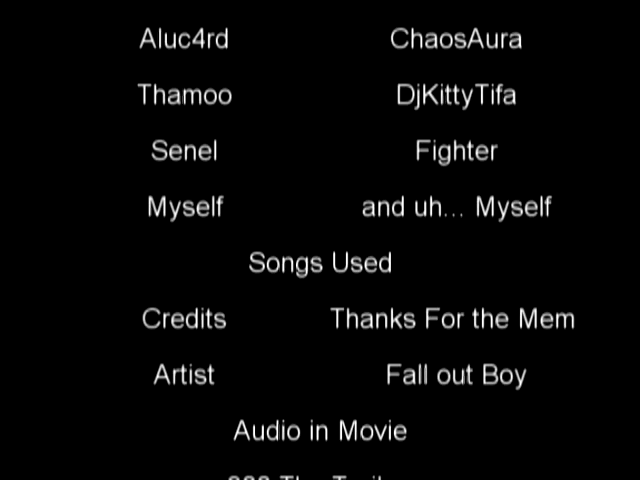 Aluc4rd ChaosAura
Thamoo DjKittyTifa
Senel Fighter
Myself and uh... Myself
Songs Used
Credits Thanks For the Mem
Artist Fall out Boy
Audio in Movie